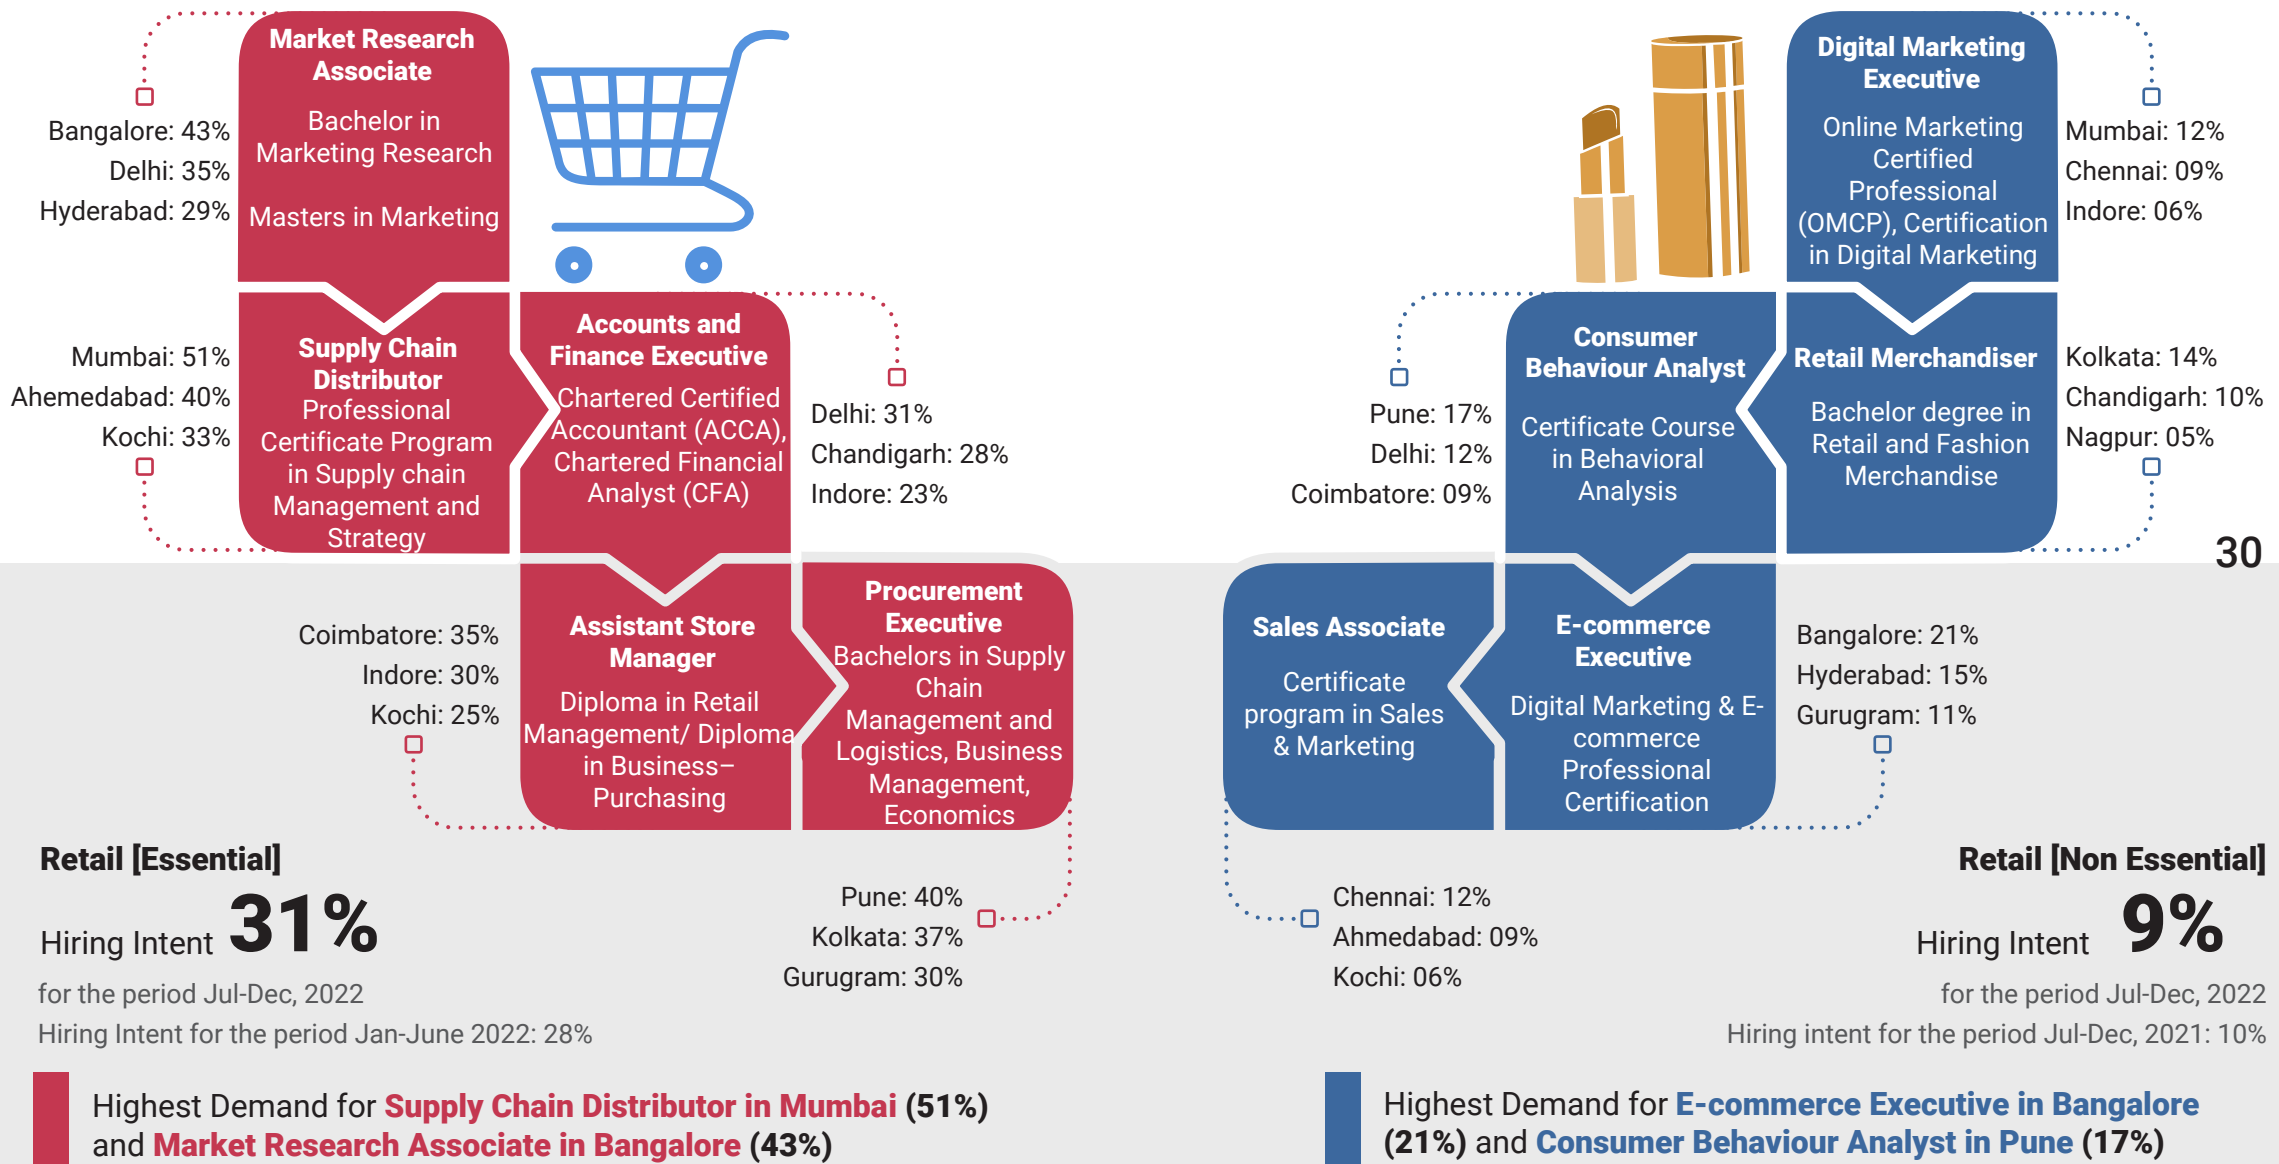 Market Research
Associate
Bachelor in
Marketing Research
Masters in Marketing
Bangalore: 43%
Delhi: 35%
Hyderabad: 29%
Supply Chain
Distributor
Professional
Certificate Program
in Supply chain
Management and
Strategy
Mumbai: 51%
Ahemedabad: 40%
Kochi: 33%
Accounts and
Finance Executive
Chartered Certified
Accountant (ACCA),
Chartered Financial
Analyst (CFA)
Delhi: 31%
Chandigarh: 28%
Indore: 23%
Assistant Store
Manager
Diploma in Retail
Management/ Diploma
in Business–
Purchasing
Coimbatore: 35%
Indore: 30%
Kochi: 25%
Procurement
Executive
Bachelors in Supply
Chain
Management and
Logistics, Business
Management,
Economics
Pune: 40%
Kolkata: 37%
Gurugram: 30%
Retail [Essential]
Hiring Intent 31%
for the period Jul-Dec, 2022
Hiring Intent for the period Jan-June 2022: 28%
Highest Demand for Supply Chain Distributor in Mumbai (51%)
and Market Research Associate in Bangalore (43%)
Digital Marketing
Executive
Online Marketing
Certified
Professional
(OMCP), Certification
in Digital Marketing
Mumbai: 12%
Chennai: 09%
Indore: 06%
Consumer
Behaviour Analyst
Certificate Course
in Behavioral
Analysis
Pune: 17%
Delhi: 12%
Coimbatore: 09%
Retail Merchandiser
Bachelor degree in
Retail and Fashion
Merchandise
Kolkata: 14%
Chandigarh: 10%
Nagpur: 05%
30
Sales Associate
Certificate
program in Sales
& Marketing
Chennai: 12%
Ahmedabad: 09%
Kochi: 06%
E-commerce
Executive
Digital Marketing & E-
commerce
Professional
Certification
Bangalore: 21%
Hyderabad: 15%
Gurugram: 11%
Retail [Non Essential]
Hiring Intent 9%
for the period Jul-Dec, 2022
Hiring intent for the period Jul-Dec, 2021: 10%
Highest Demand for E-commerce Executive in Bangalore
(21%) and Consumer Behaviour Analyst in Pune (17%)